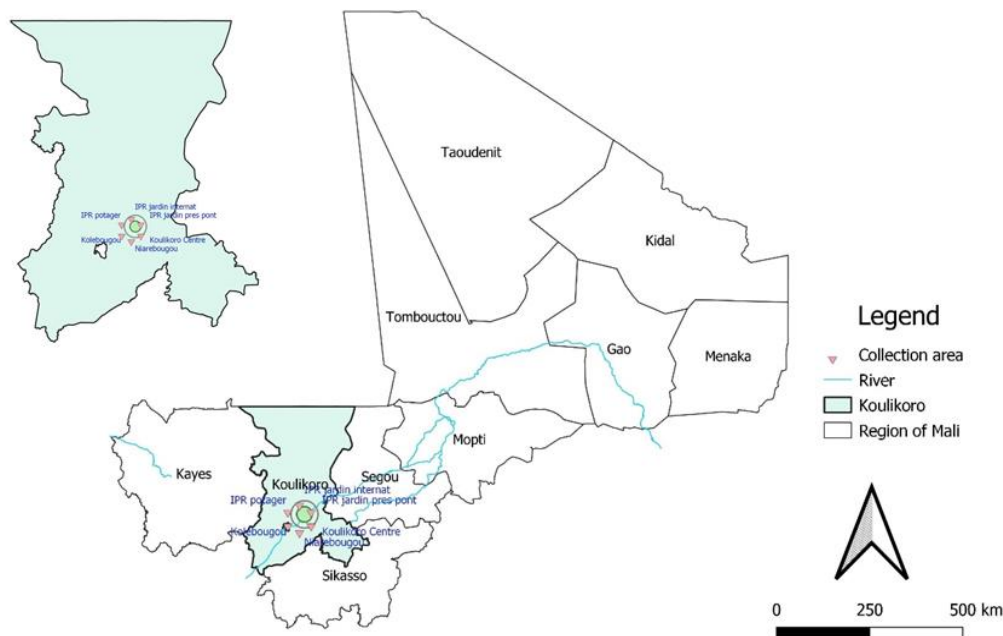 IPR jardin internat
IPR potager
IPR jardin pres pont
Kolebougou
Koulikoro Centre
Niarebougou
Taoudenit
Kidal
Tombouctou
Gao
Menaka
Mopti
Kayes
Segou
Koulikoro
IPR jardin internat
IPR potager
IPR jardin pres pont
Kolebougou
Koulikoro Centre
Niarebougou
Sikasso
Legend
Collection area
River
Koulikoro
Region of Mali
0 250 500 km